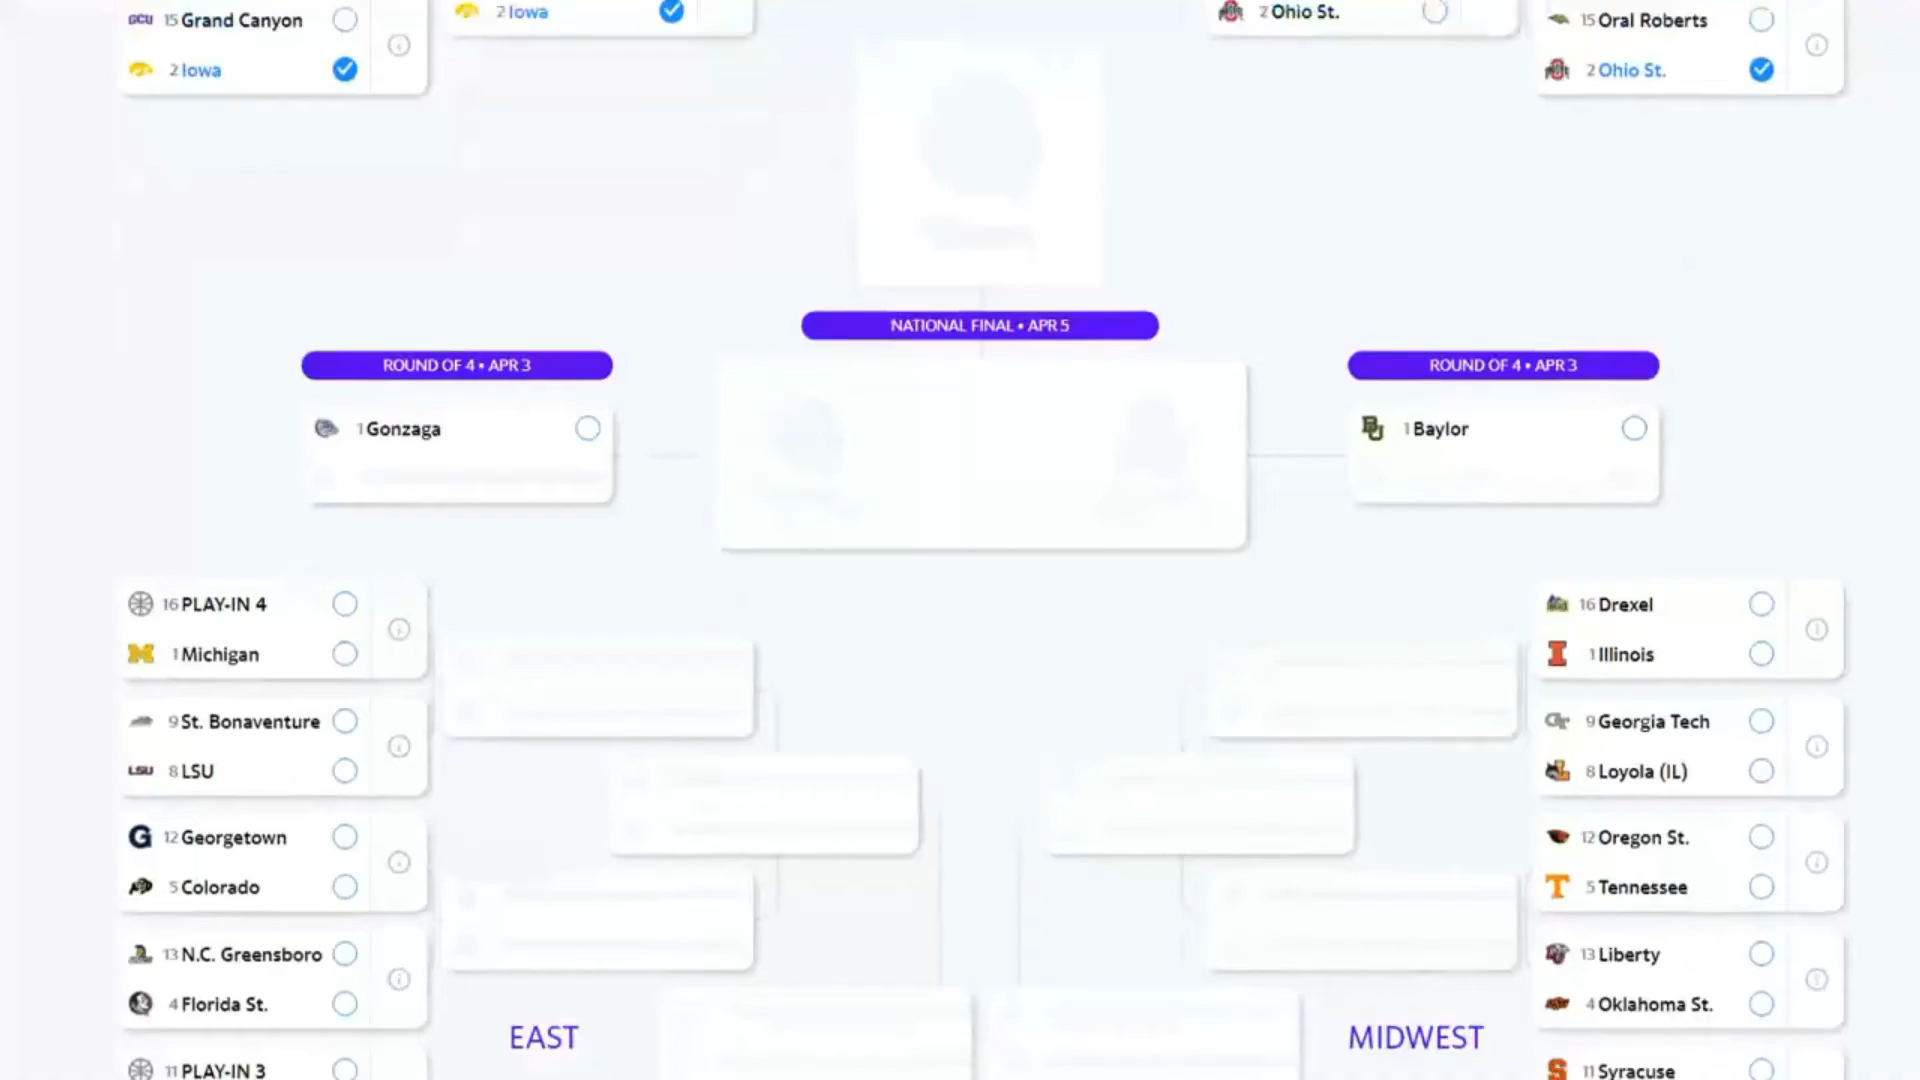 GCU 15 Grand Canyon
2 Iowa
2 Iowa
2 Ohio St.
15 Oral Roberts
2 Ohio St.
NATIONAL FINAL • APR 5
ROUND OF 4 • APR 3
1 Gonzaga
ROUND OF 4 • APR 3
BU 1 Baylor
16 PLAY-IN 4
M 1 Michigan
9 St. Bonaventure
LSU 8 LSU
G 12 Georgetown
5 Colorado
13 N.C. Greensboro
4 Florida St.
11 PLAY-IN 3
EAST
MIDWEST
16 Drexel
I 1 Illinois
GT 9 Georgia Tech
L 8 Loyola (IL)
12 Oregon St.
T 5 Tennessee
13 Liberty
4 Oklahoma St.
S 11 Syracuse